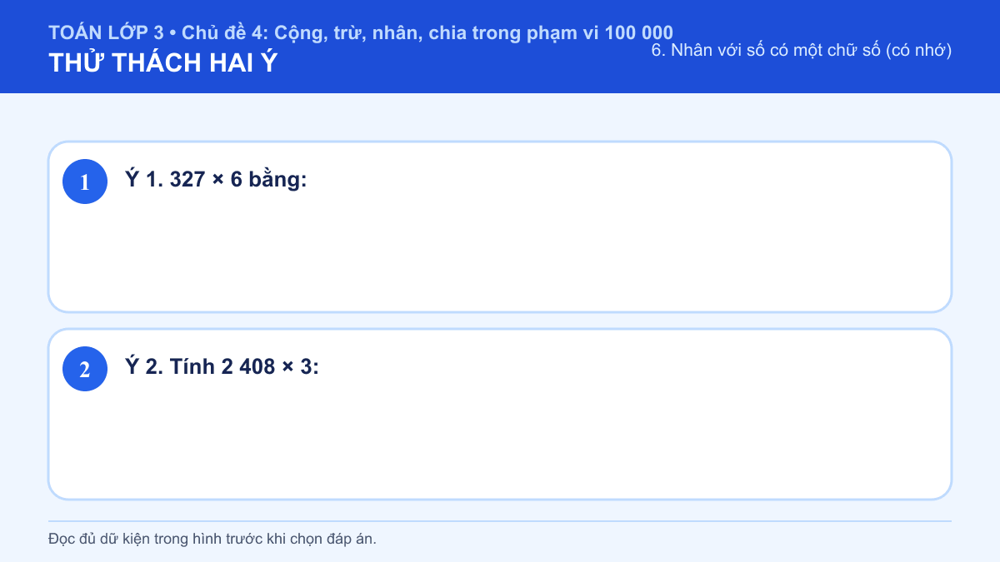 TOÁN LỚP 3 • Chủ đề 4: Cộng, trừ, nhân, chia trong phạm vi 100 000
THỬ THÁCH HAI Ý
6. Nhân với số có một chữ số (có nhớ)
1
Ý 1. 327 × 6 bằng:
2
Ý 2. Tính 2 408 × 3:
Đọc đủ dữ kiện trong hình trước khi chọn đáp án.